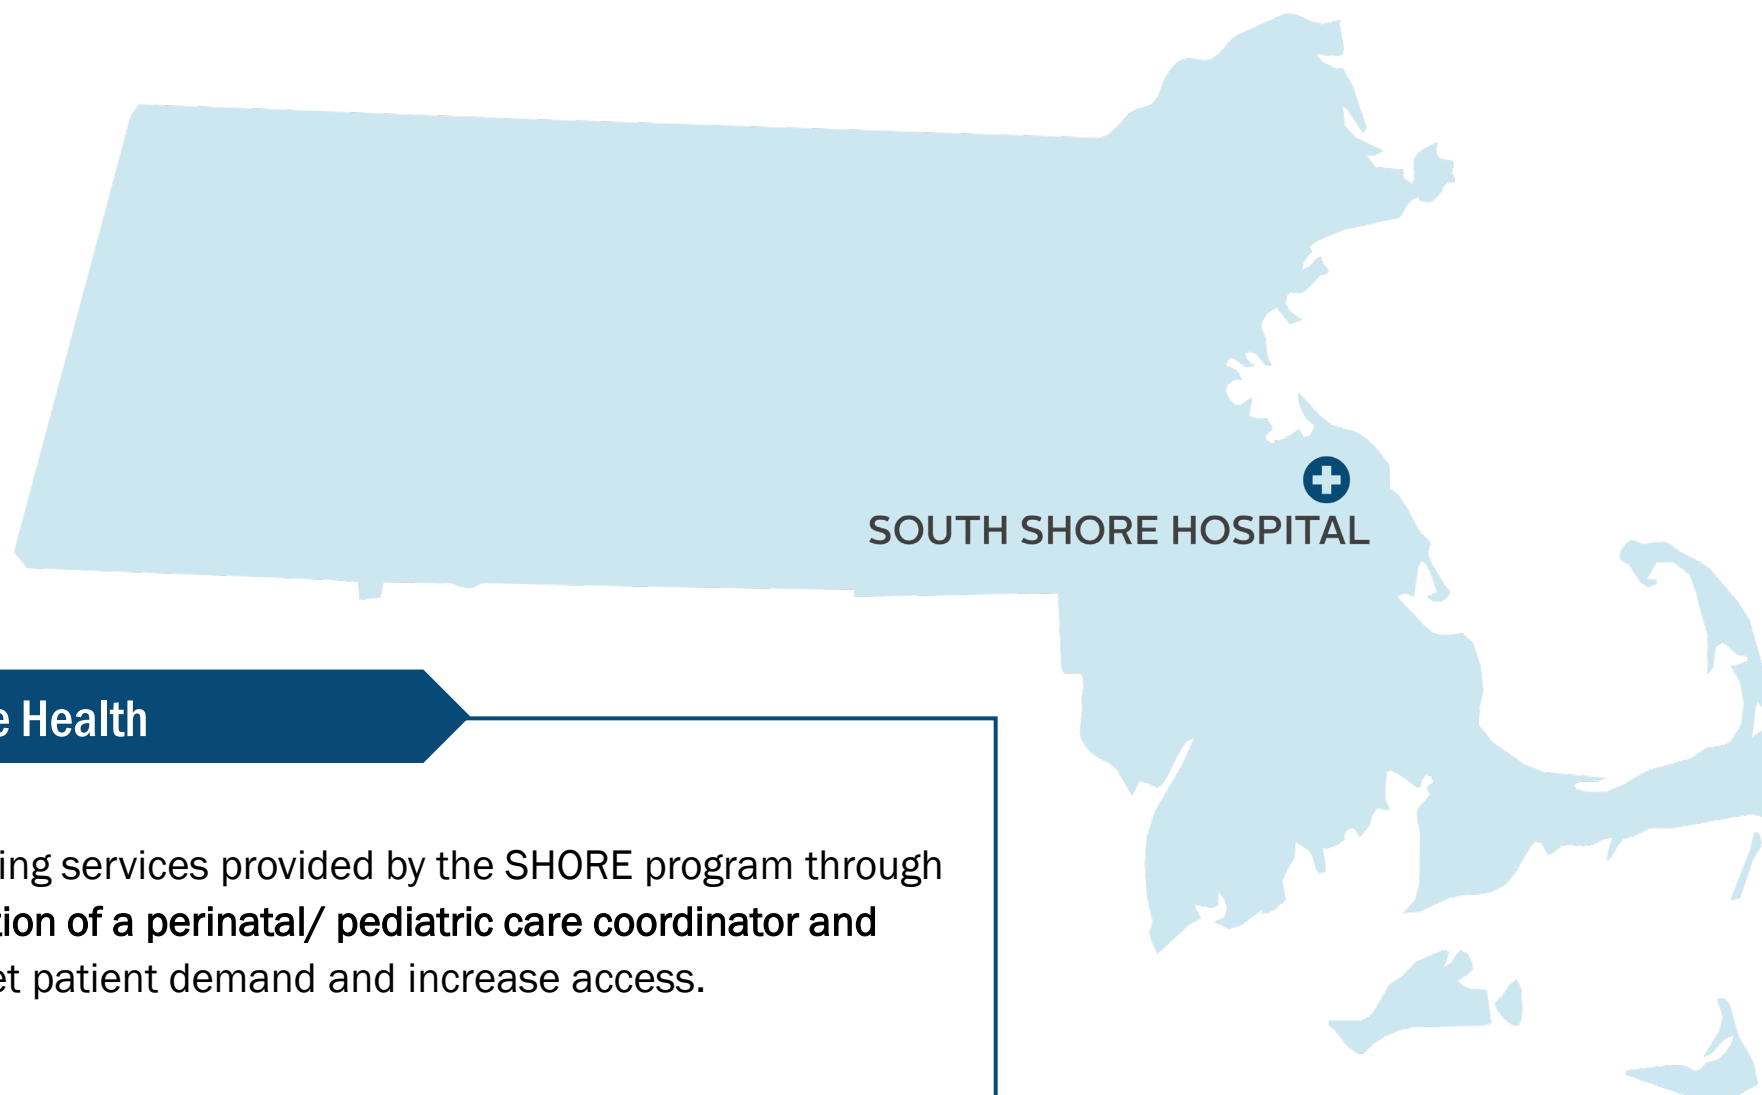 SOUTH SHORE HOSPITAL
e Health
ing services provided by the SHORE program through
tion of a perinatal/ pediatric care coordinator and
et patient demand and increase access.